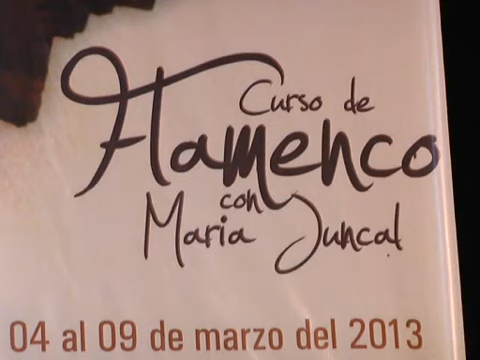 Curso de
Flamenco
con
Maria Juncal
04 al 09 de marzo del 2013